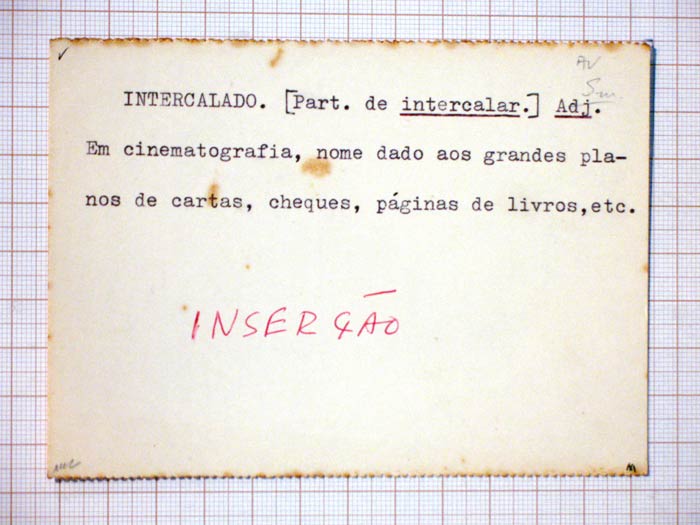 AV
INTERCALADO. [Part. de intercalar.] Adj.
Em cinematografia, nome dado aos grandes pla-
nos de cartas, cheques, páginas de livros,etc.
INSERÇÃO